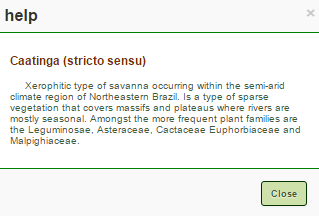 help
×
Caatinga (stricto sensu)
Xerophitic type of savanna occurring within the semi-arid
climate region of Northeastern Brazil. Is a type of sparse
vegetation that covers massifs and plateaus where rivers are
mostly seasonal. Amongst the more frequent plant families are
the Leguminosae, Asteraceae, Cactaceae Euphorbiaceae and
Malpighiaceae.
Close